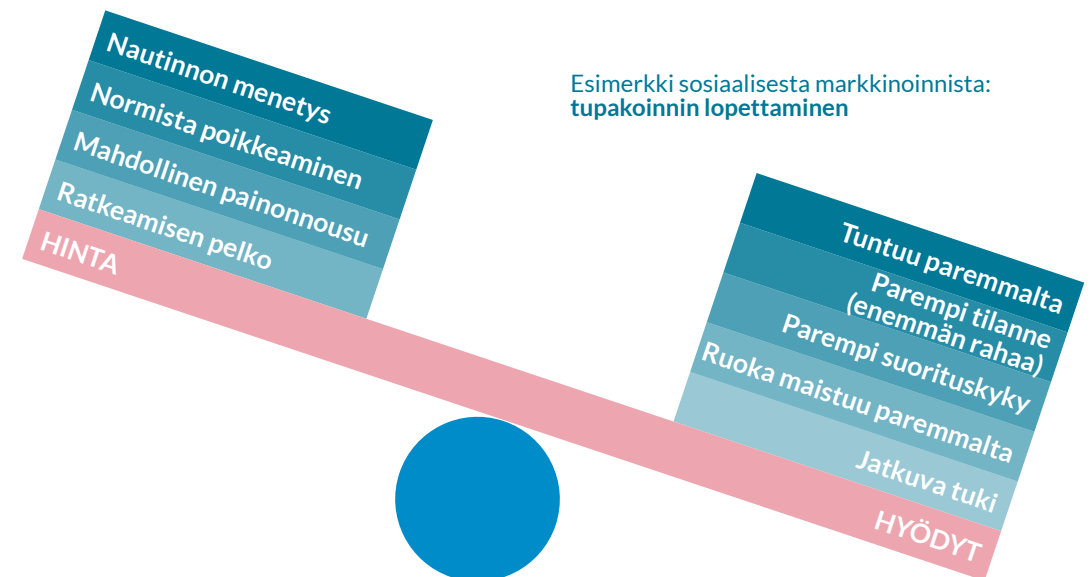 Esimerkki sosiaalisesta markkinoinnista:
tupakoinnin lopettaminen
Nautinnon menetys
Normista poikkeaminen
Mahdollinen painonnousu
Ratkeamisen pelko
HINTA
Tuntuu paremmalta
Parempi tilanne
(enemmän rahaa)
Parempi suorituskyky
Ruoka maistuu paremmalta
Jatkuva tuki
HYÖDYT